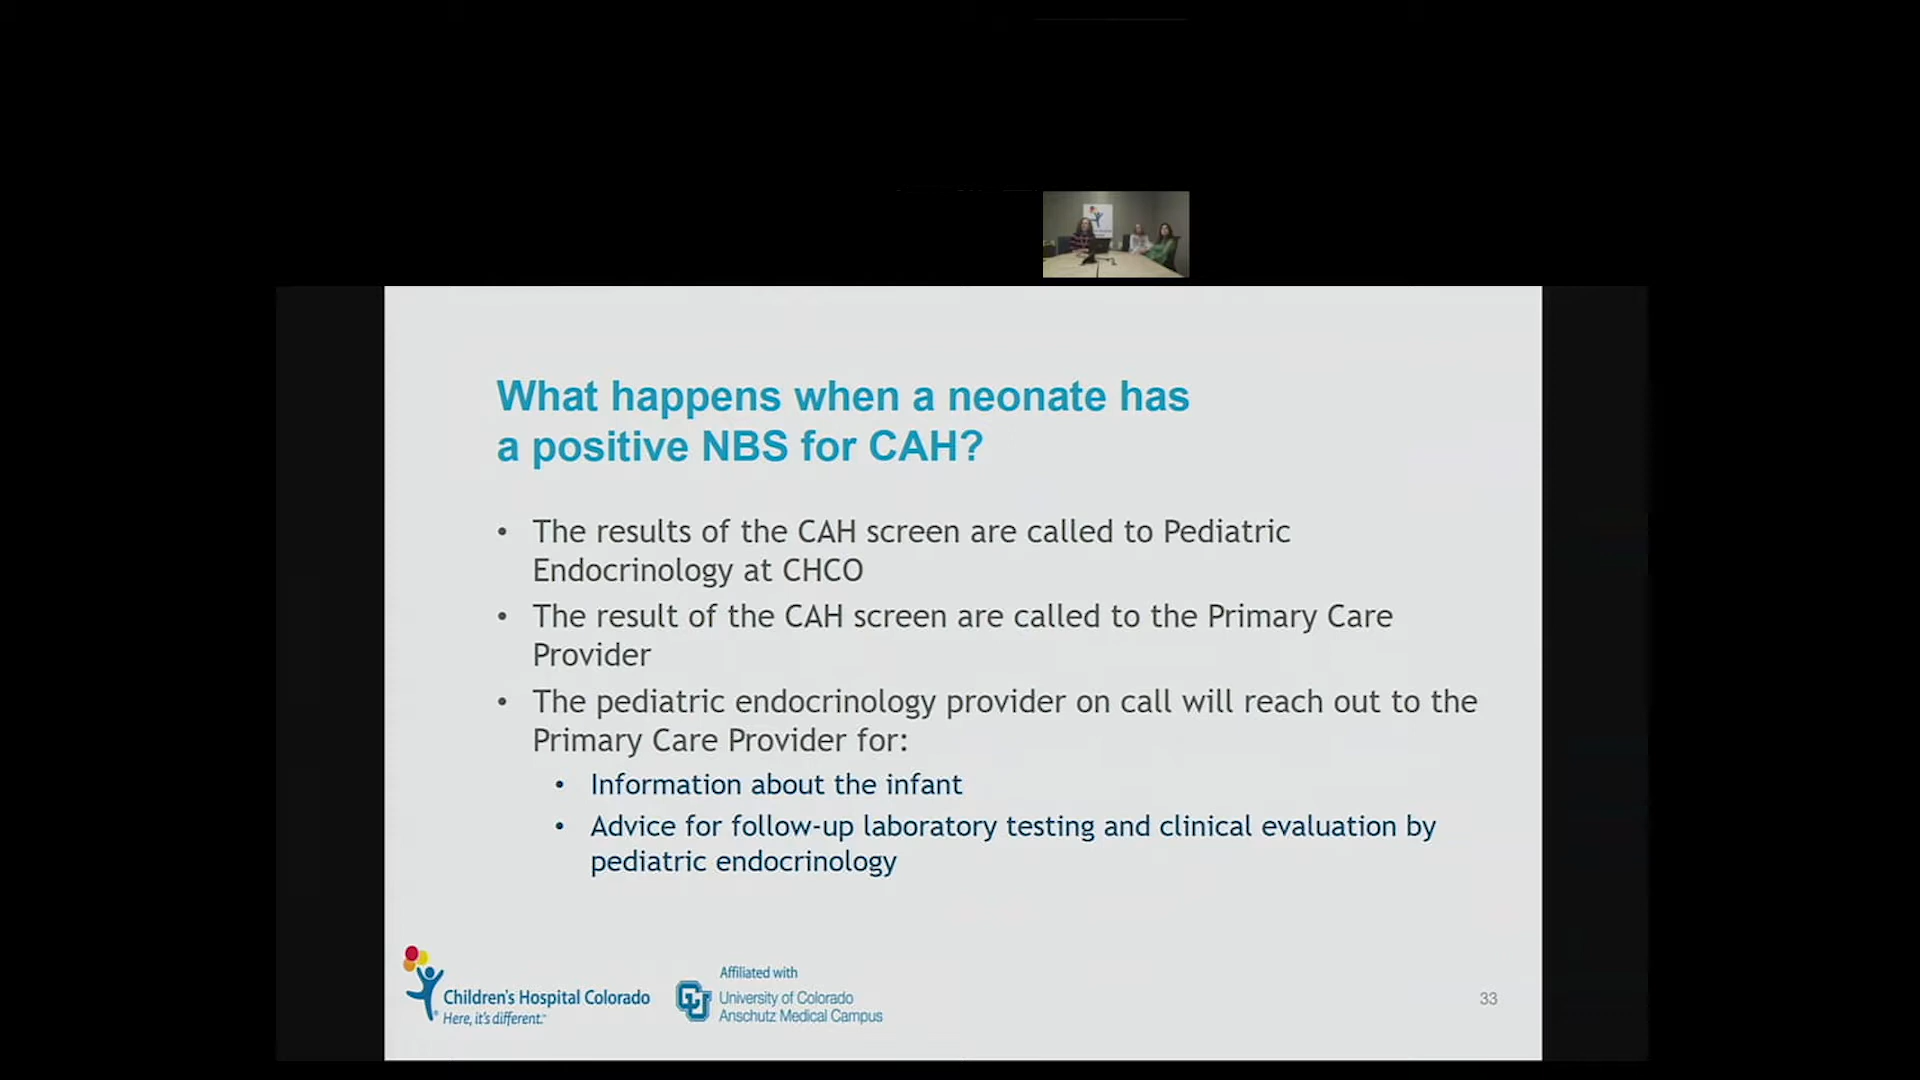 What happens when a neonate has
a positive NBS for CAH?
• The results of the CAH screen are called to Pediatric
Endocrinology at CHCO
• The result of the CAH screen are called to the Primary Care
Provider
• The pediatric endocrinology provider on call will reach out to the
Primary Care Provider for:
• Information about the infant
• Advice for follow-up laboratory testing and clinical evaluation by
pediatric endocrinology
Children's Hospital Colorado
Here, it's different.™
Affiliated with
University of Colorado
Anschutz Medical Campus
33